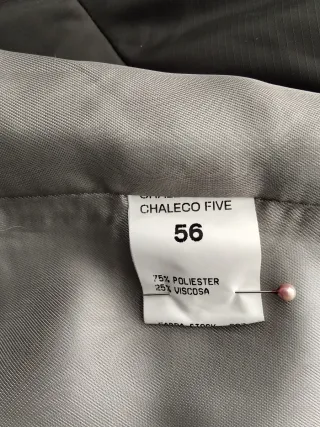 CHALECO FIVE
56
75% POLIESTER
25% VISCOSA